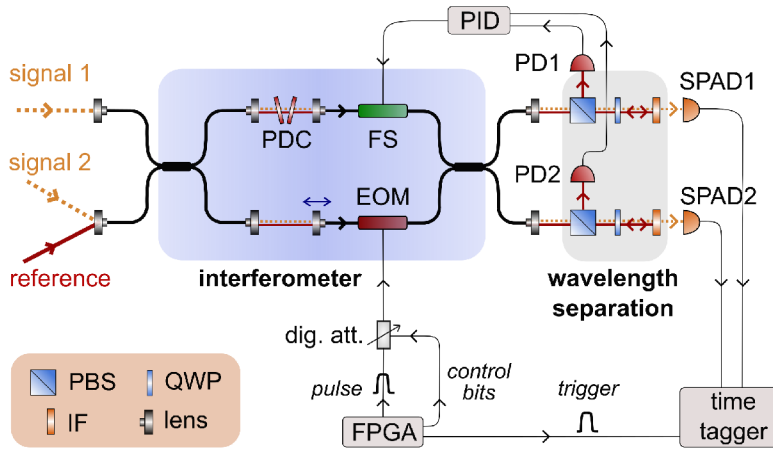 PID
signal 1
PD1
SPAD1
PDC
FS
signal 2
PD2
SPAD2
EOM
reference
interferometer
wavelength
separation
dig. att.
PBS
QWP
IF
lens
pulse
control
bits
trigger
FPGA
time
tagger